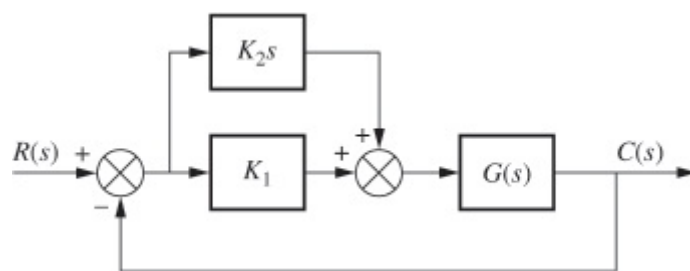 K₂s
+
R(s) + K₁ + G(s) C(s)
−